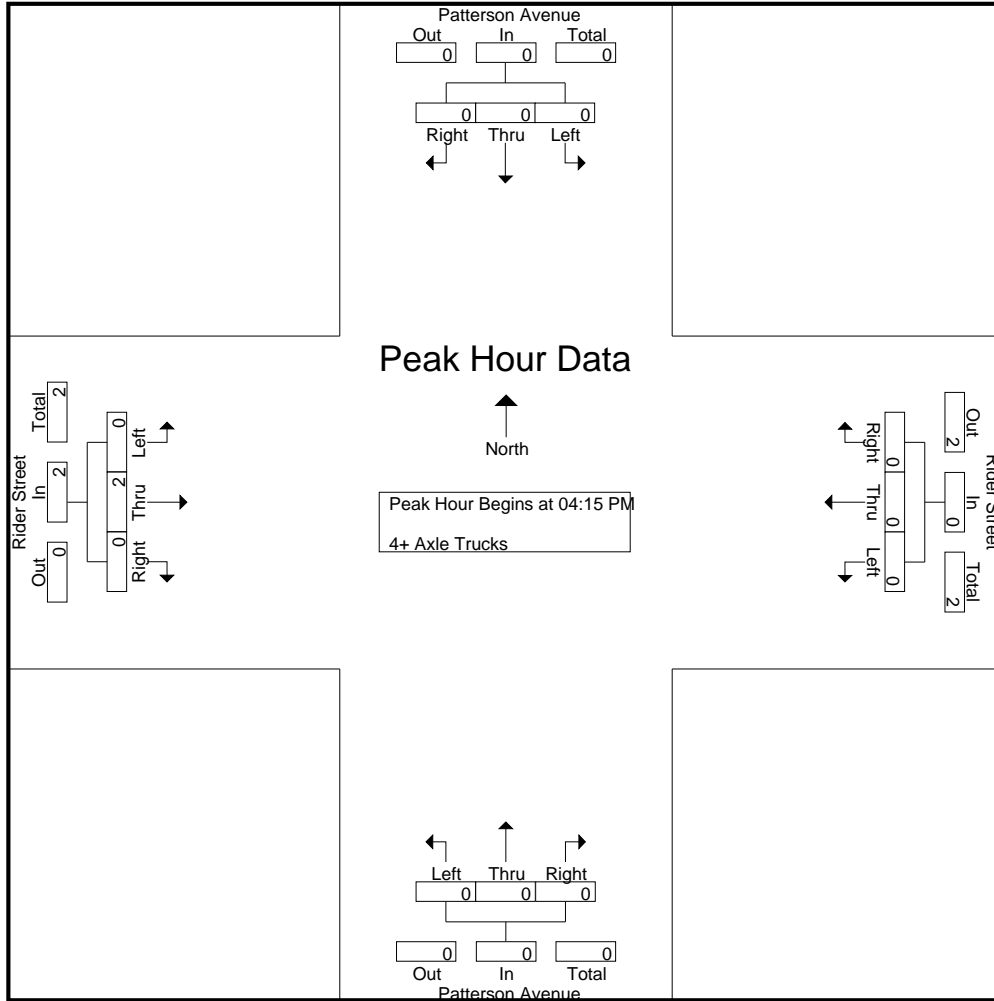 Patterson Avenue
Out In Total
0 0 0
0 0 0
Right Thru Left
Peak Hour Data
North
Peak Hour Begins at 04:15 PM
4+ Axle Trucks
Rider Street
Total In Out
2 2 0
0 2 0
Left Thru Right
Right Thru Left
0 0 0
Out In Total
2 0 2
Rider Street
Left Thru Right
0 0 0
0 0 0
Out In Total
Patterson Avenue